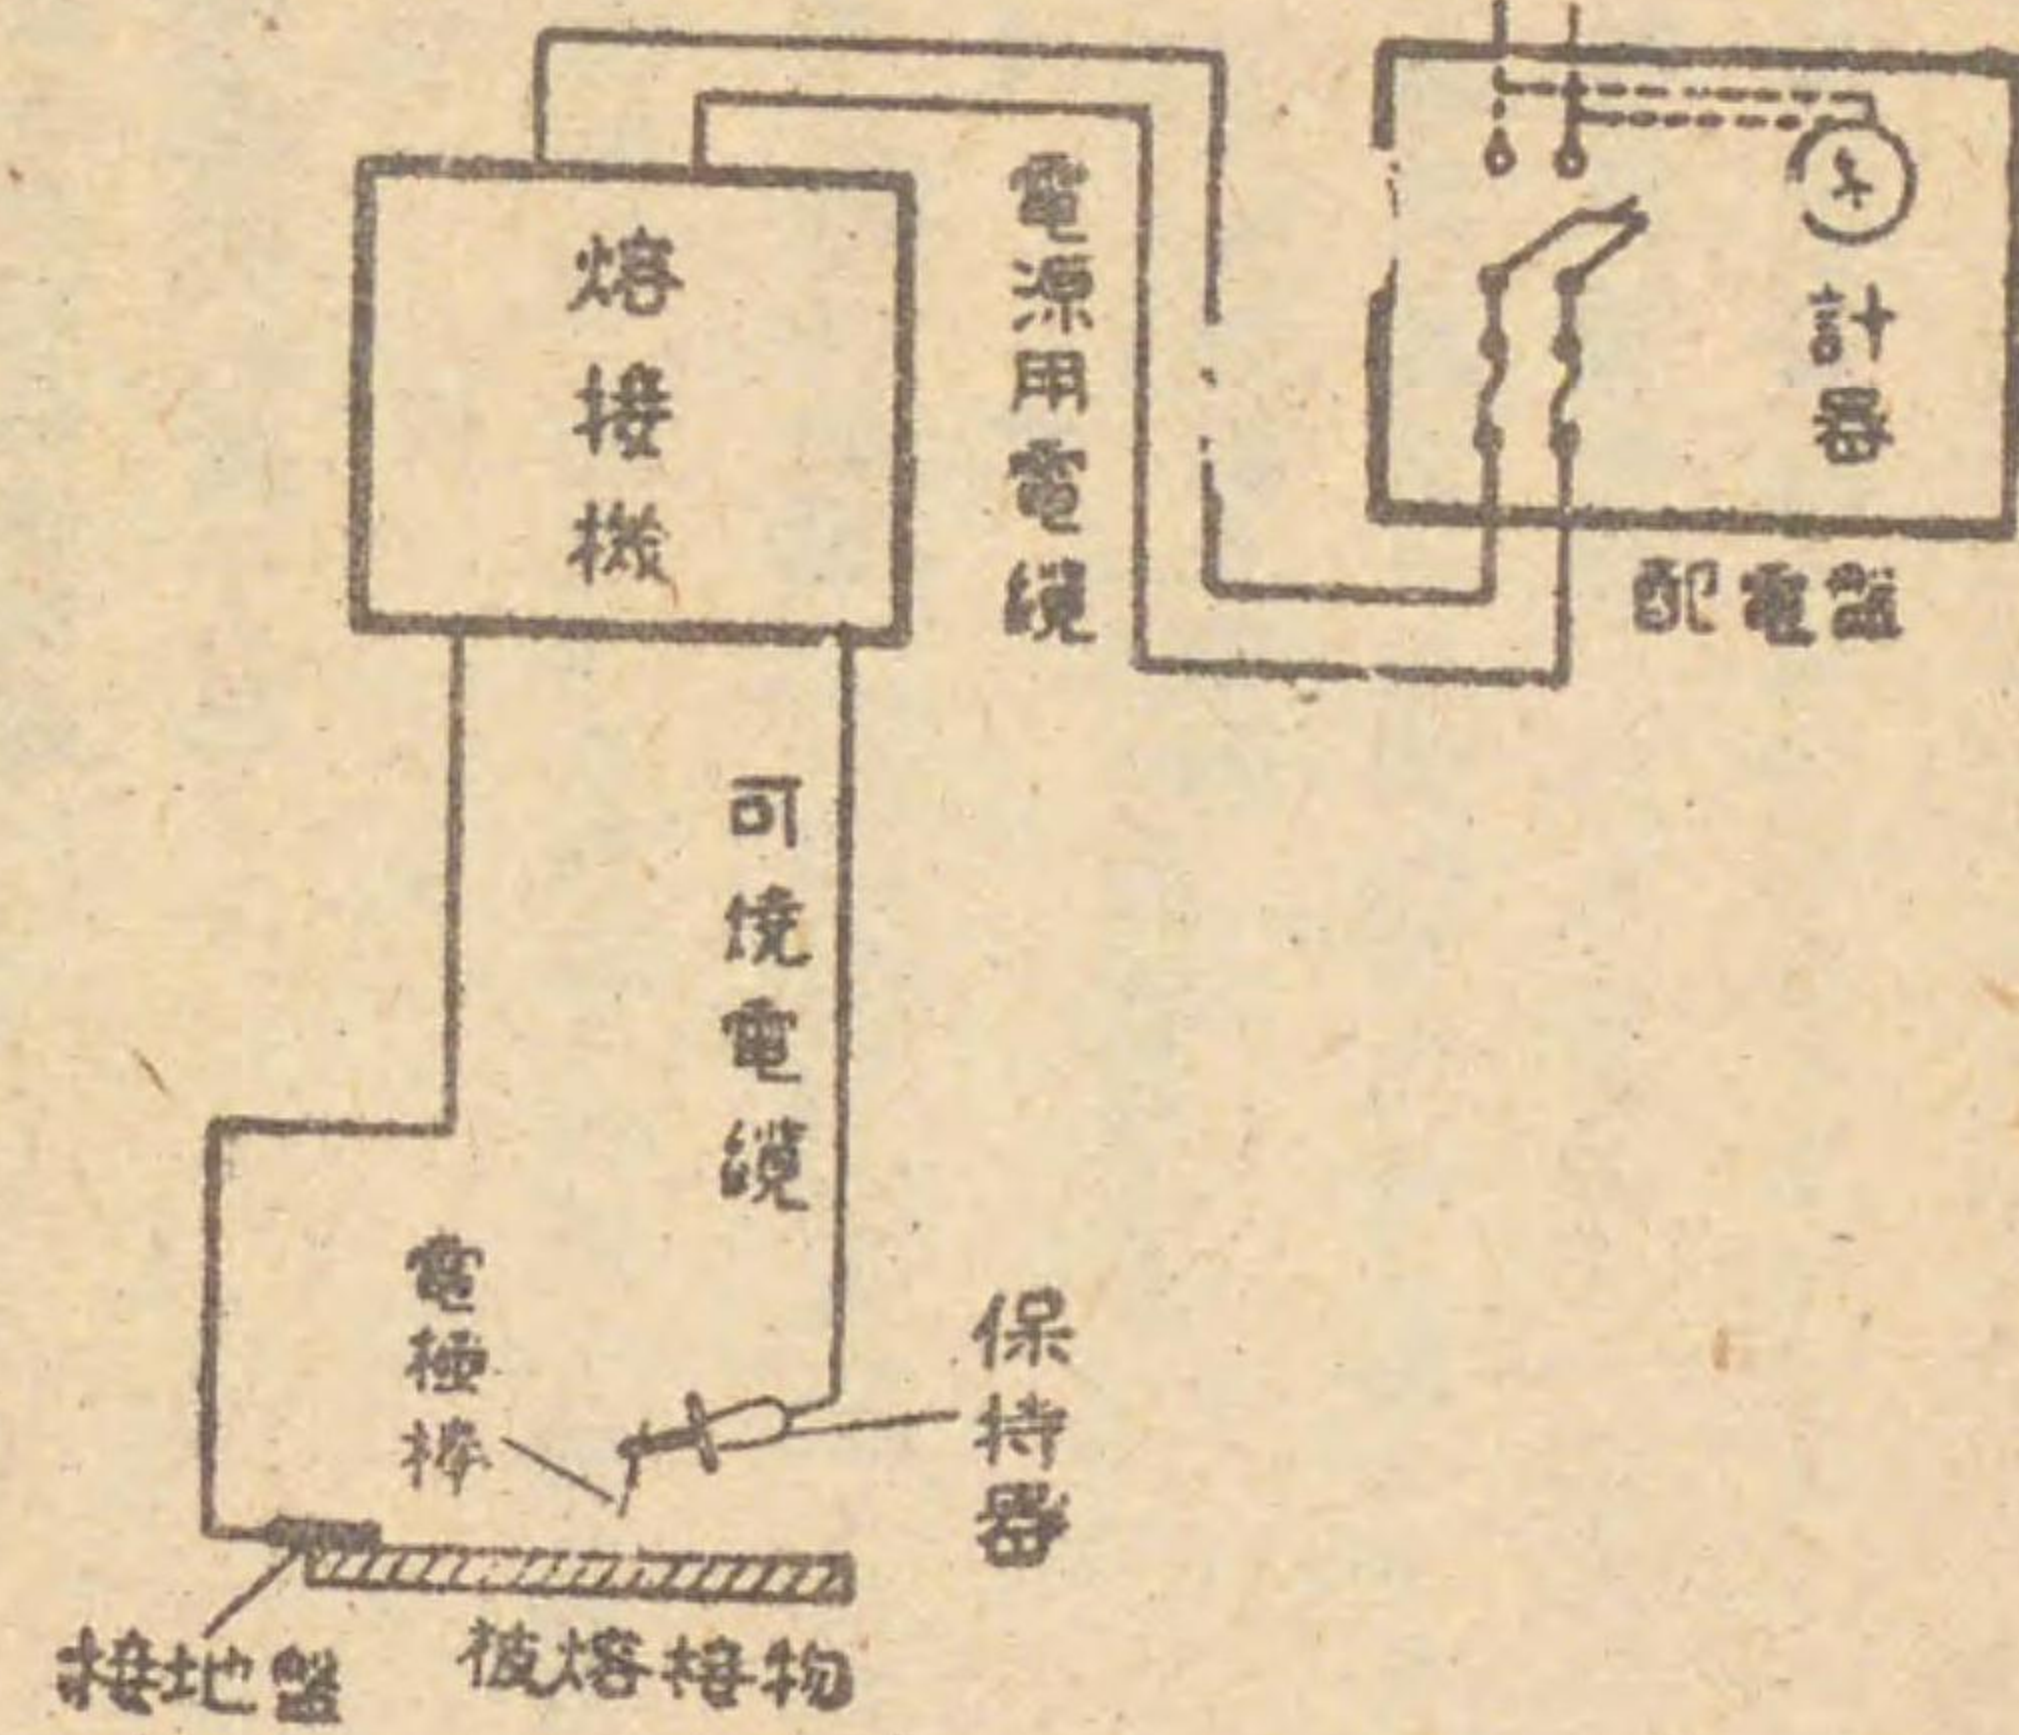 計器
配電盤
電源用電纜
熔接機
可燒電纜
電極棒
保持器
接地盤
被熔接物